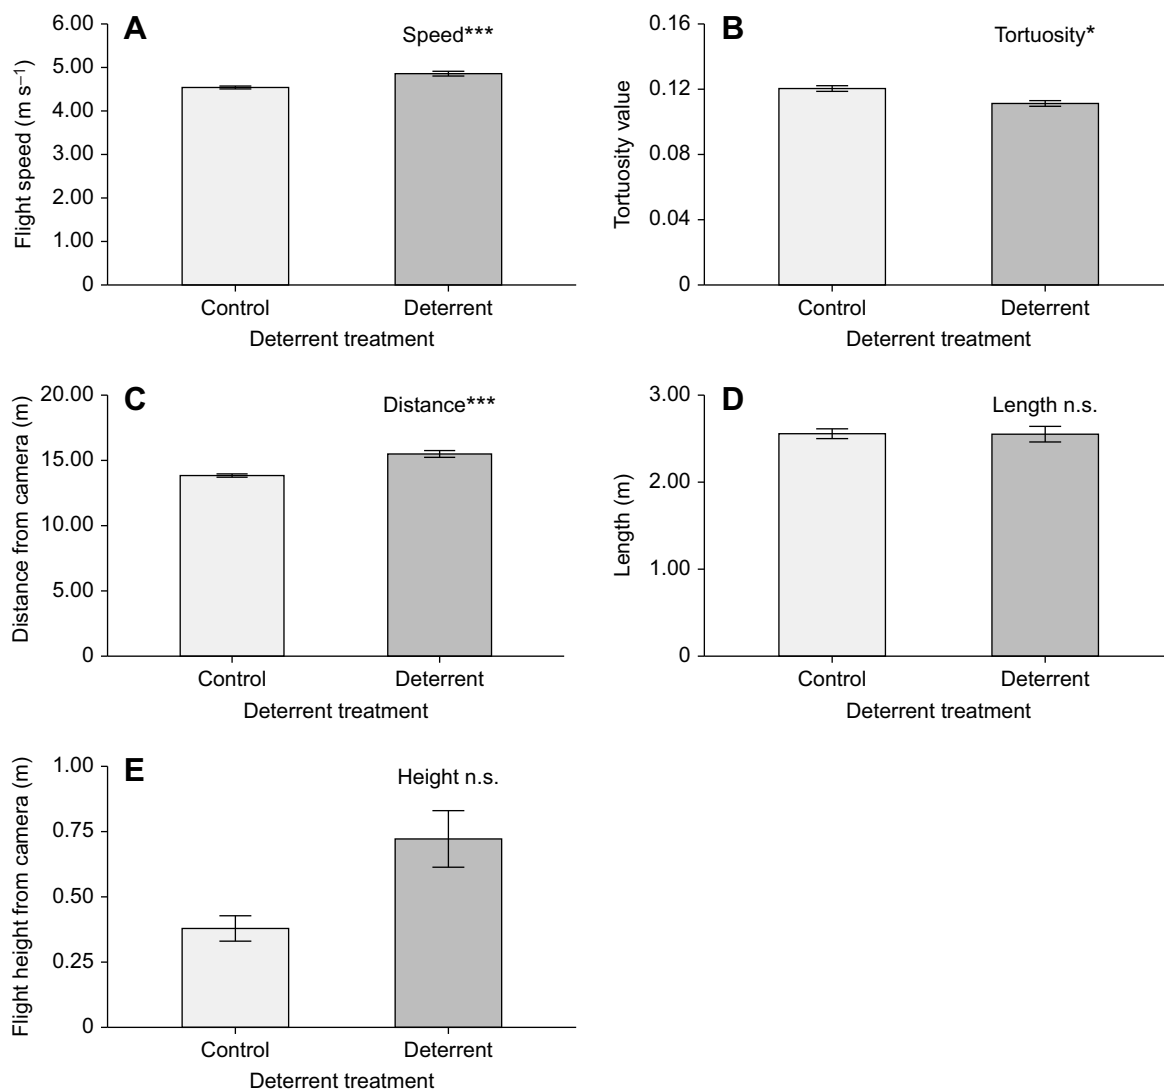 A
Speed***
Flight speed (m s⁻¹)
6.00
5.00
4.00
3.00
2.00
1.00
0
Control
Deterrent
Deterrent treatment
B
Tortuosity*
Tortuosity value
0.16
0.12
0.08
0.04
0
Control
Deterrent
Deterrent treatment
C
Distance***
Distance from camera (m)
20.00
15.00
10.00
5.00
0
Control
Deterrent
Deterrent treatment
D
Length n.s.
Length (m)
3.00
2.00
1.00
0
Control
Deterrent
Deterrent treatment
E
Height n.s.
Flight height from camera (m)
1.00
0.75
0.50
0.25
0
Control
Deterrent
Deterrent treatment